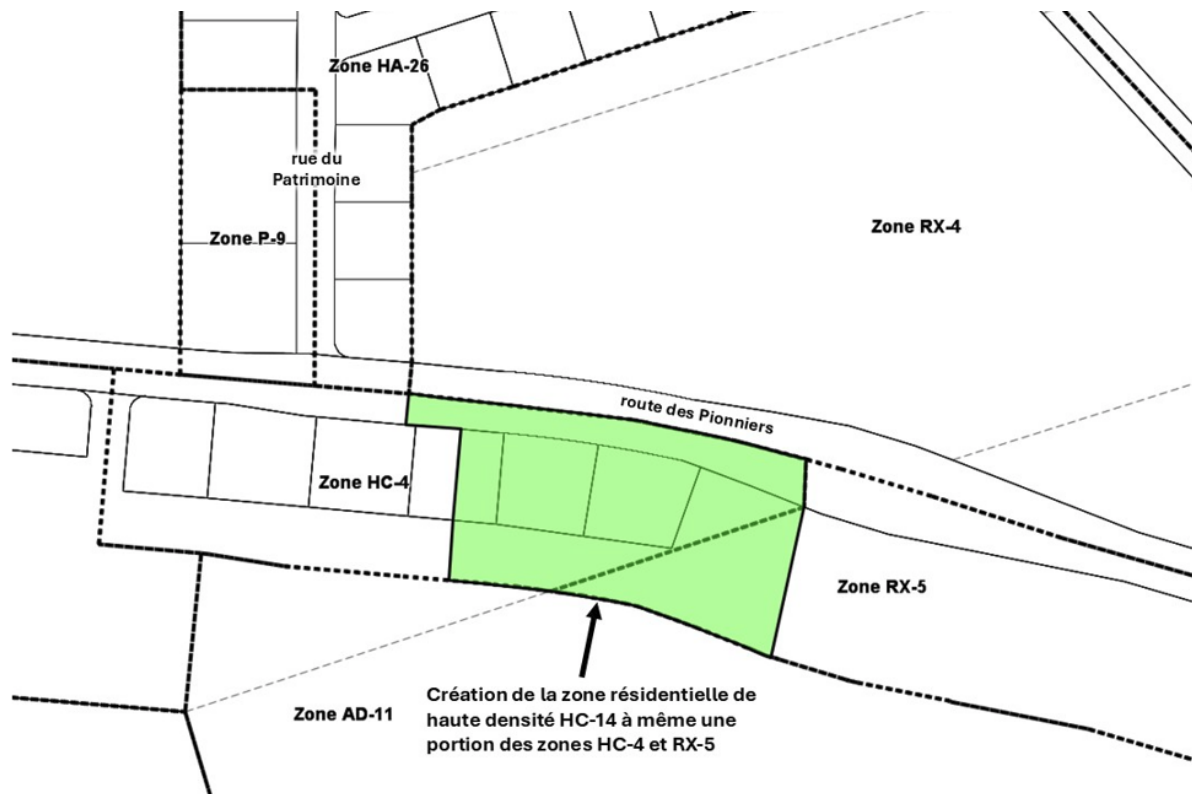 Zone HA-26
rue du
Patrimoine
Zone P-9
Zone RX-4
route des Pionniers
Zone HC-4
Zone RX-5
Création de la zone résidentielle de
haute densité HC-14 à même une
portion des zones HC-4 et RX-5
Zone AD-11